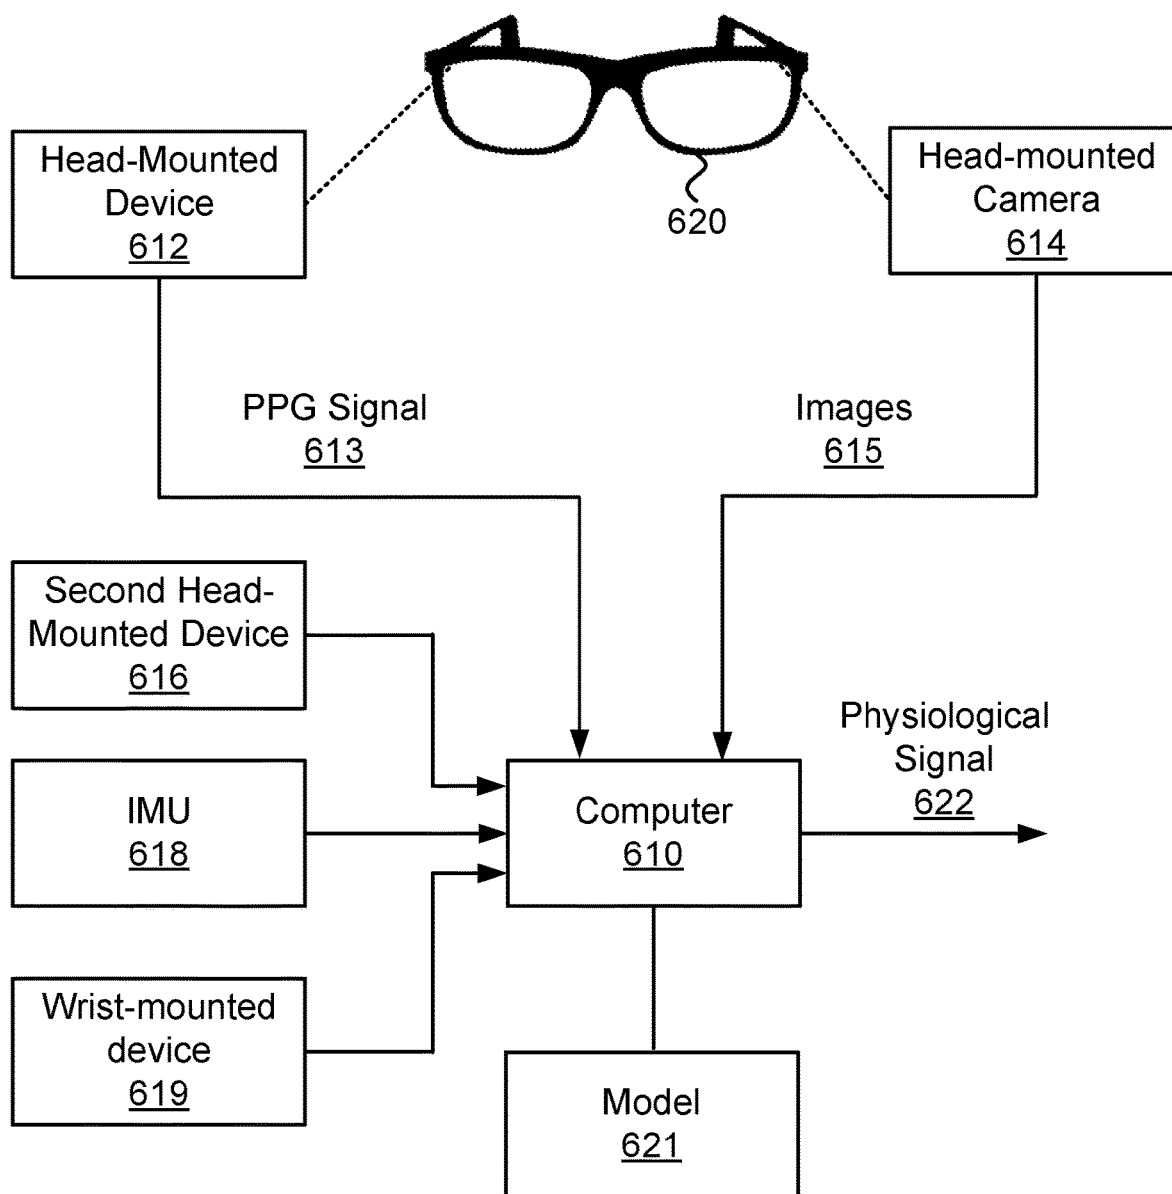 Head-Mounted
Device
612
620
Head-mounted
Camera
614
PPG Signal
613
Images
615
Second Head-
Mounted Device
616
IMU
618
Wrist-mounted
device
619
Computer
610
Physiological
Signal
622
Model
621